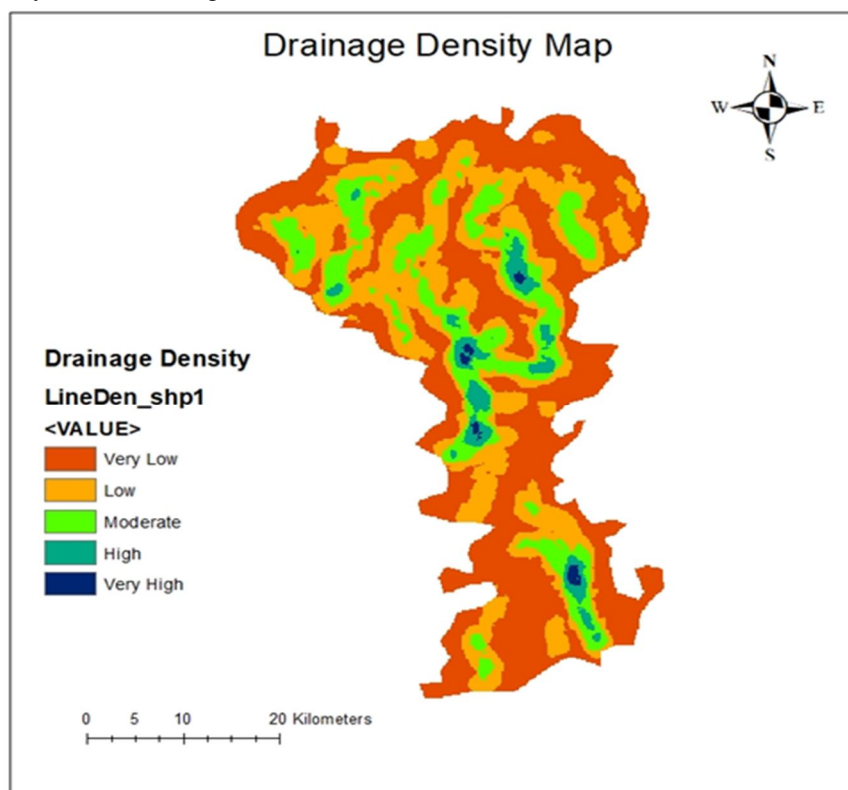 Drainage Density Map
N
W E
S
Drainage Density
LineDen_shp1
<VALUE>
Very Low
Low
Moderate
High
Very High
0 5 10 20 Kilometers